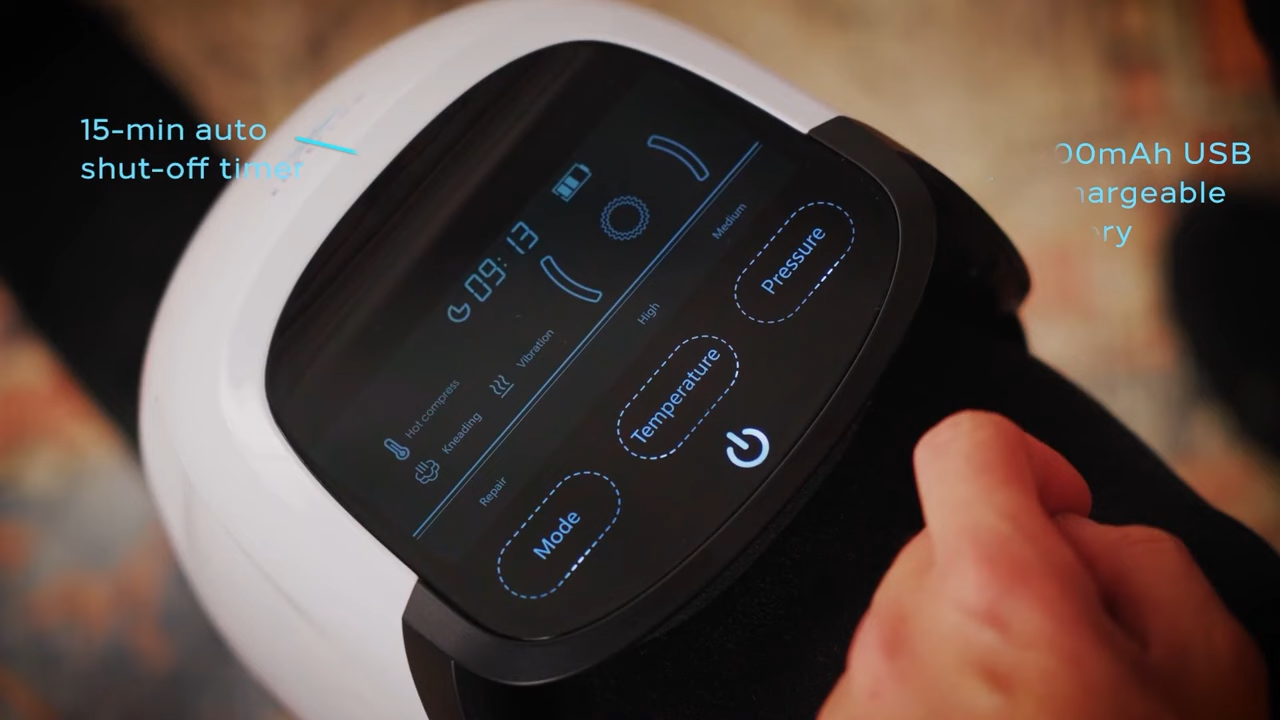 15-min auto
shut-off timer
00mAh USB
hargeable
ry
09:13
Hot compress
Kneading
Vibration
Repair
High
Medium
Mode
Temperature
Pressure